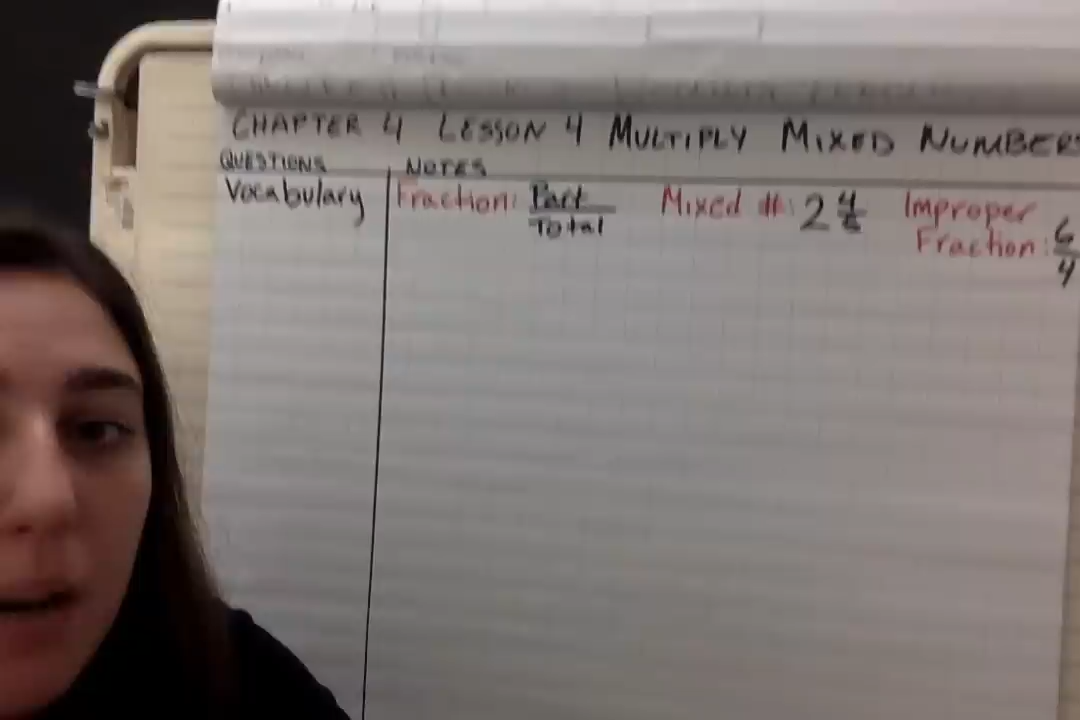 CHAPTER 4 LESSON 4 MULTIPLY MIXED NUMBERS
QUESTIONS NOTES
Vocabulary Fraction: Part/Total Mixed #: 2 4/5 Improper
Fraction: 6/4